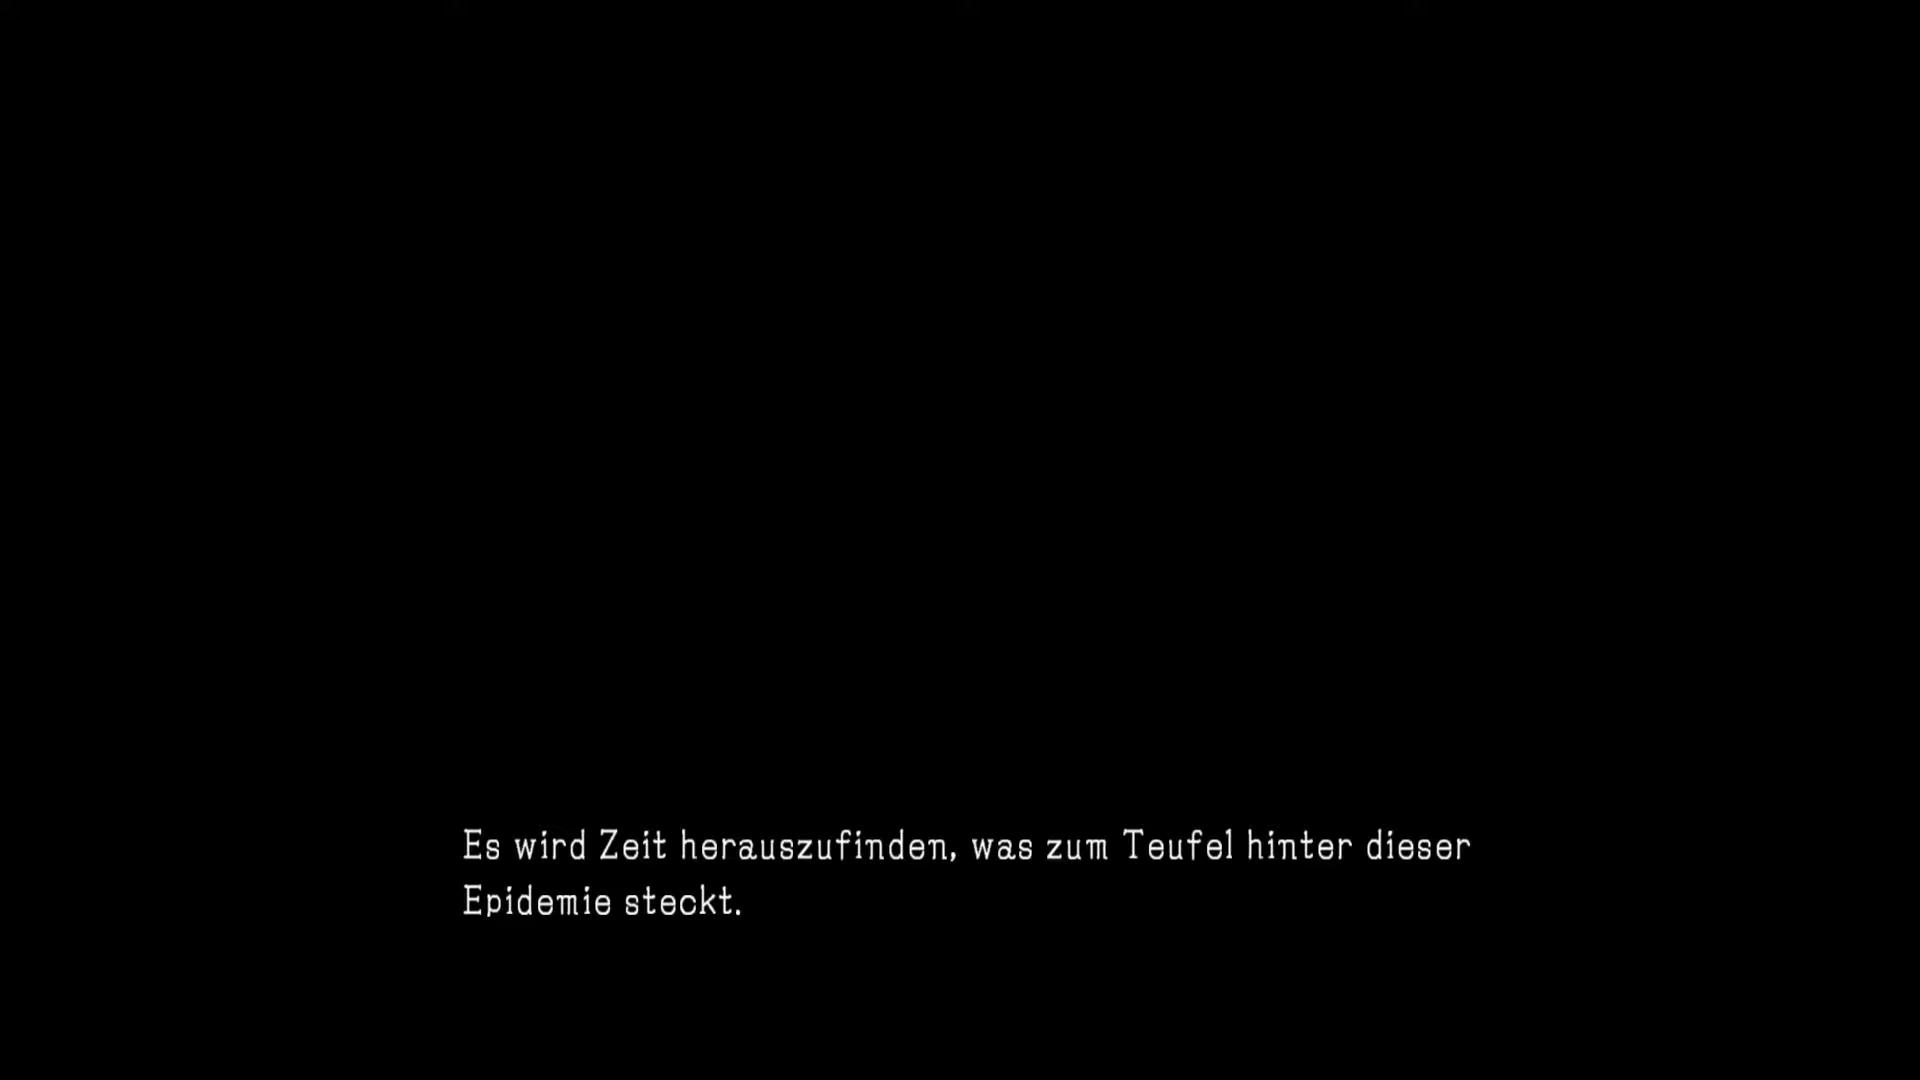 Es wird Zeit herauszufinden, was zum Teufel hinter dieser
Epidemie steckt.